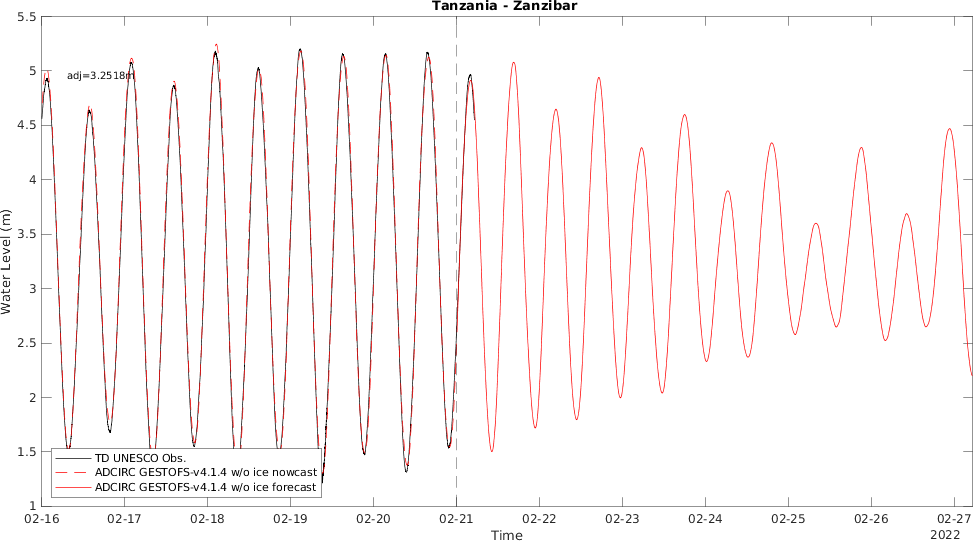 Tanzania - Zanzibar
5.5
5
4.5
4
3.5
3
2.5
2
1.5
1
Water Level (m)
adj=3.2518m
TD UNESCO Obs.
ADCIRC GESTOFS-v4.1.4 w/o ice nowcast
ADCIRC GESTOFS-v4.1.4 w/o ice forecast
02-16 02-17 02-18 02-19 02-20 02-21 02-22 02-23 02-24 02-25 02-26 02-27
Time
2022